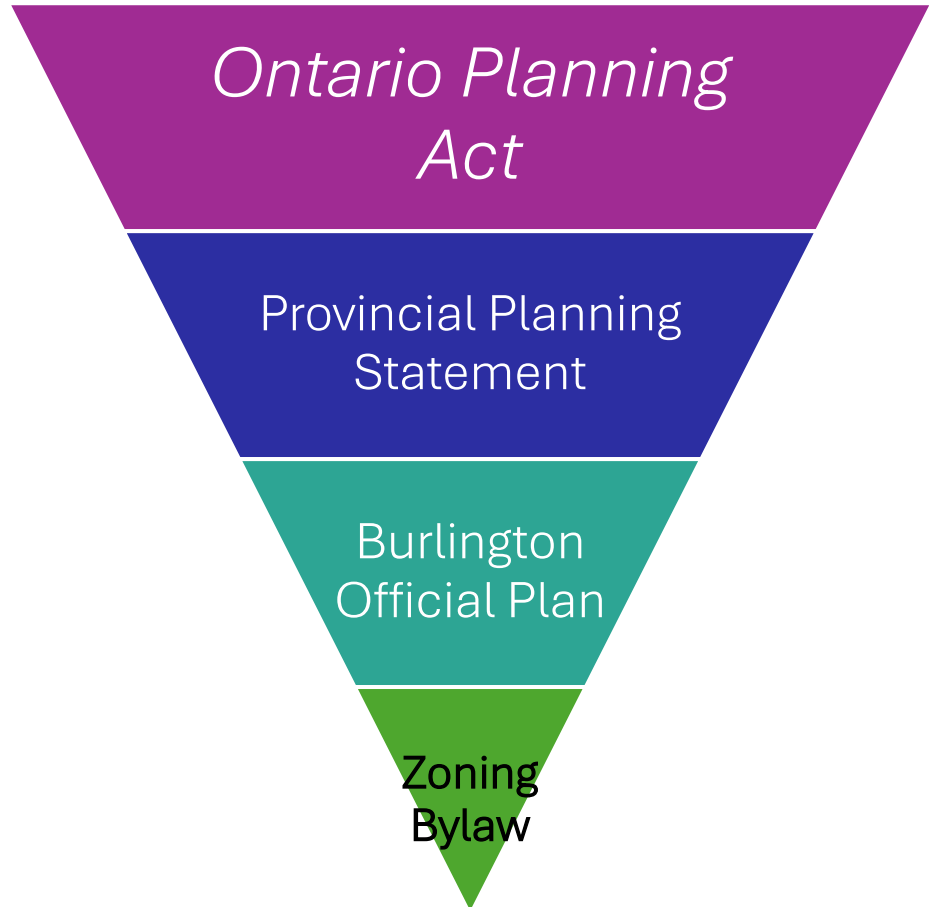 Ontario Planning
Act
Provincial Planning
Statement
Burlington
Official Plan
Zoning
Bylaw